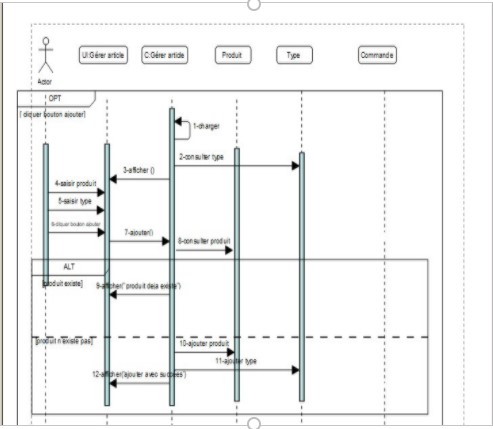 UI:Gérer article
C:Gérer article
Produit
Type
Commande
Actor
OPT
[ cliquer bouton ajouter]
1-charger
2-consulter type
3-afficher ()
4-saisir produit
5-saisir type
6-cliquer bouton ajouter
7-ajouter()
8-consulter produit
ALT
[produit existe]
9-afficher("produit deja existe")
[produit n'existe pas]
10-ajouter produit
11-ajouter type
12-afficher('ajouter avec succées')